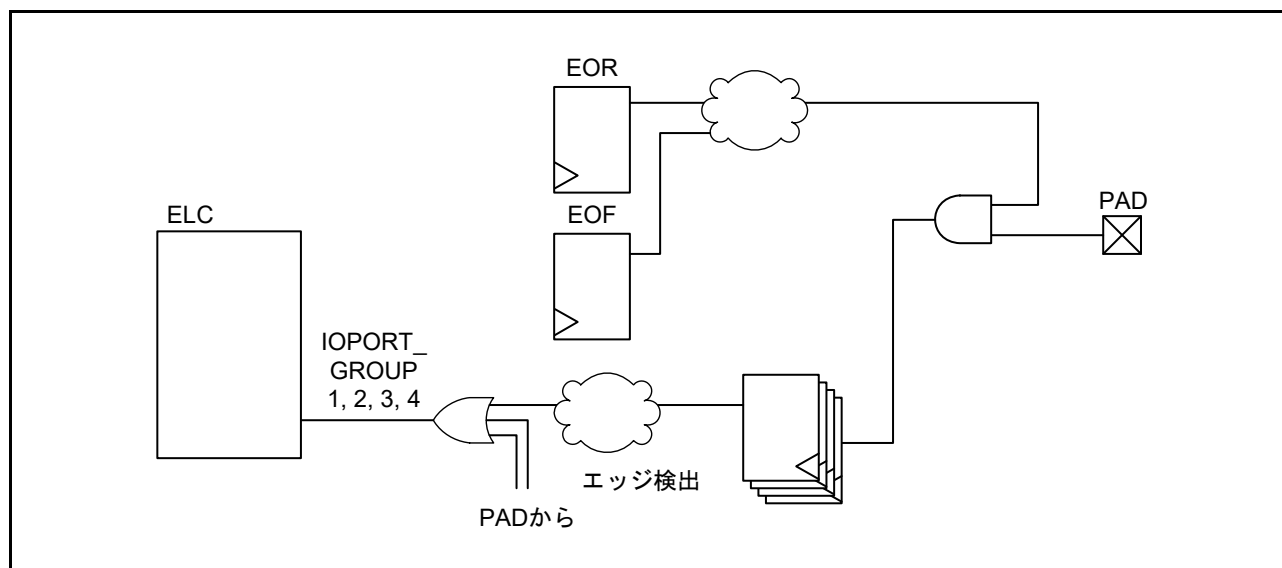 EOR
EOF
PAD
ELC
IOPORT_
GROUP
1, 2, 3, 4
エッジ検出
PADから